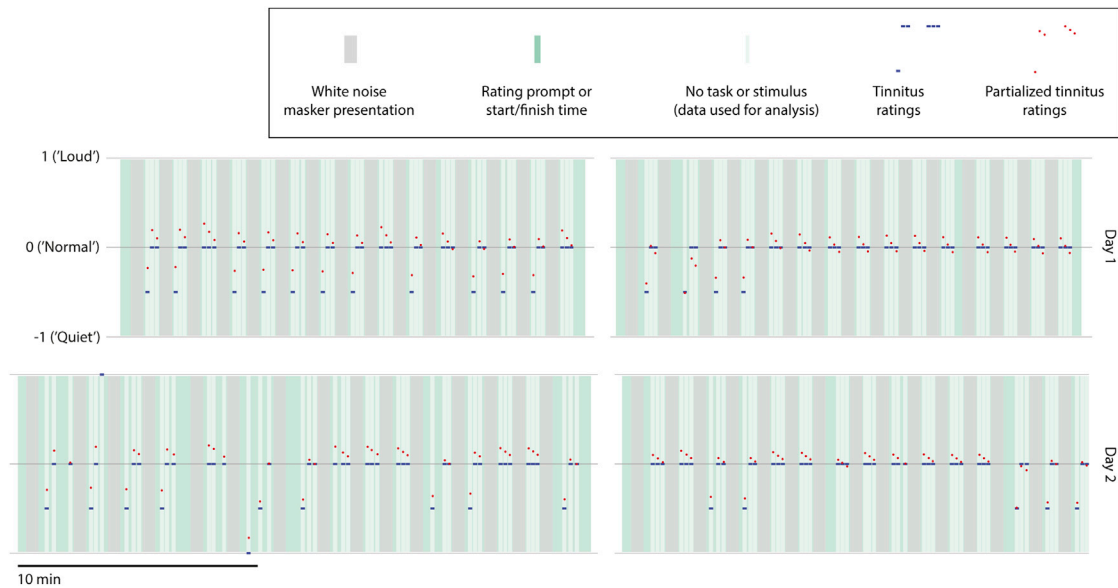 White noise
masker presentation
Rating prompt or
start/finish time
No task or stimulus
(data used for analysis)
Tinnitus
ratings
Partialized tinnitus
ratings
1 ('Loud')
0 ('Normal')
-1 ('Quiet')
Day 1
Day 2
10 min